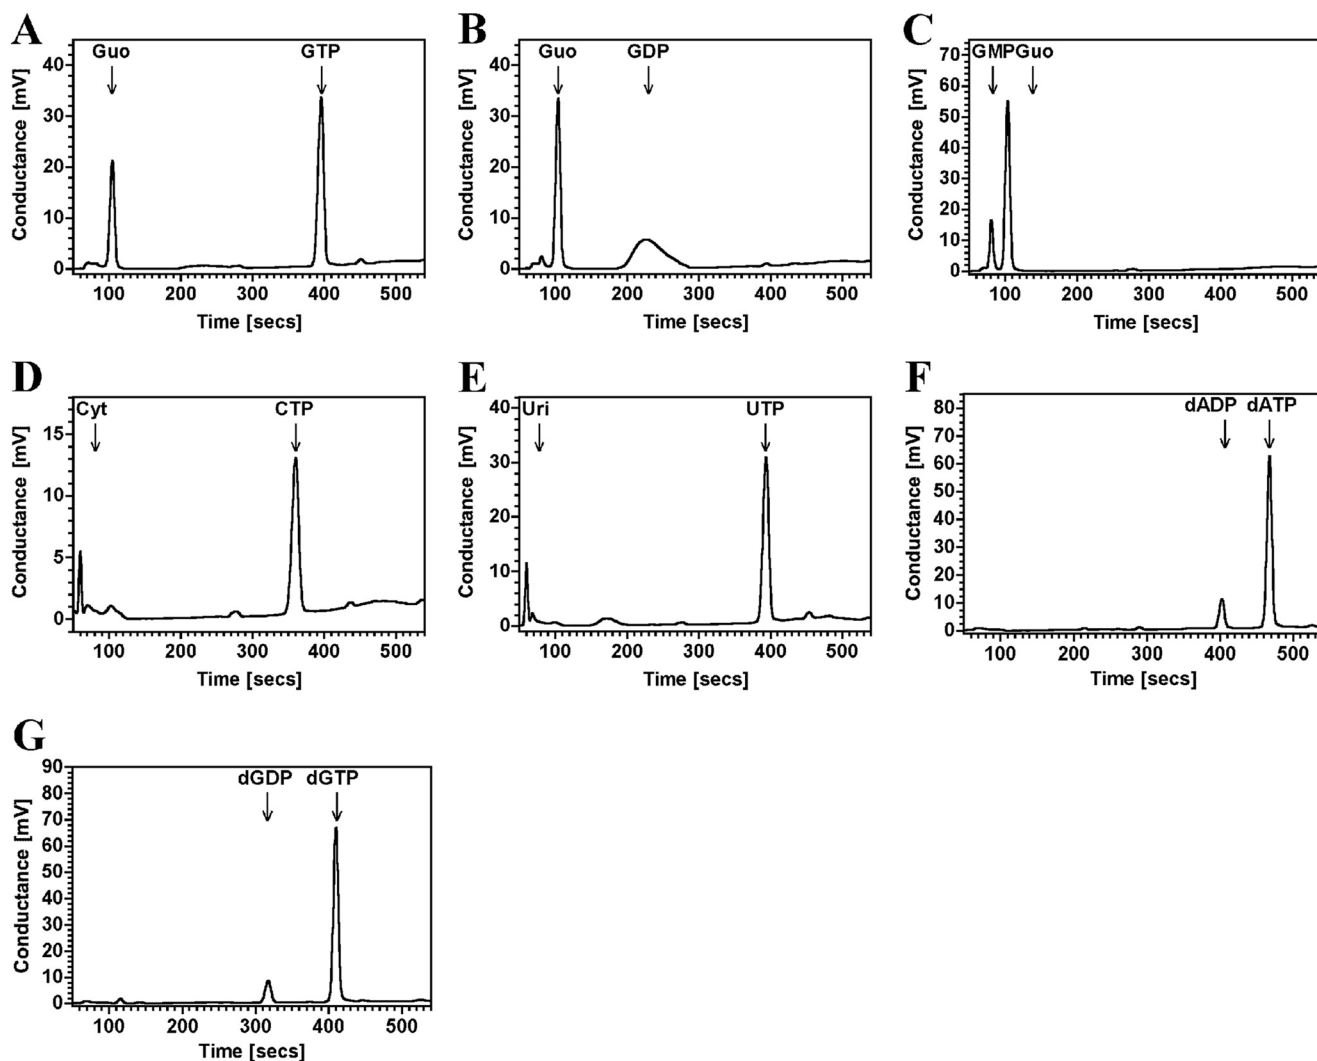 A
Guo GTP
Conductance [mV]
40
30
20
10
0
100 200 300 400 500
Time [secs]
B
Guo GDP
Conductance [mV]
40
30
20
10
0
100 200 300 400 500
Time [secs]
C
GMPGuo
Conductance [mV]
70
60
50
40
30
20
10
0
100 200 300 400 500
Time [secs]
D
Cyt CTP
Conductance [mV]
15
10
5
0
100 200 300 400 500
Time [secs]
E
Uri UTP
Conductance [mV]
40
30
20
10
0
100 200 300 400 500
Time [secs]
F
dADP dATP
Conductance [mV]
80
70
60
50
40
30
20
10
0
100 200 300 400 500
Time [secs]
G
dGDP dGTP
Conductance [mV]
90
80
70
60
50
40
30
20
10
0
100 200 300 400 500
Time [secs]